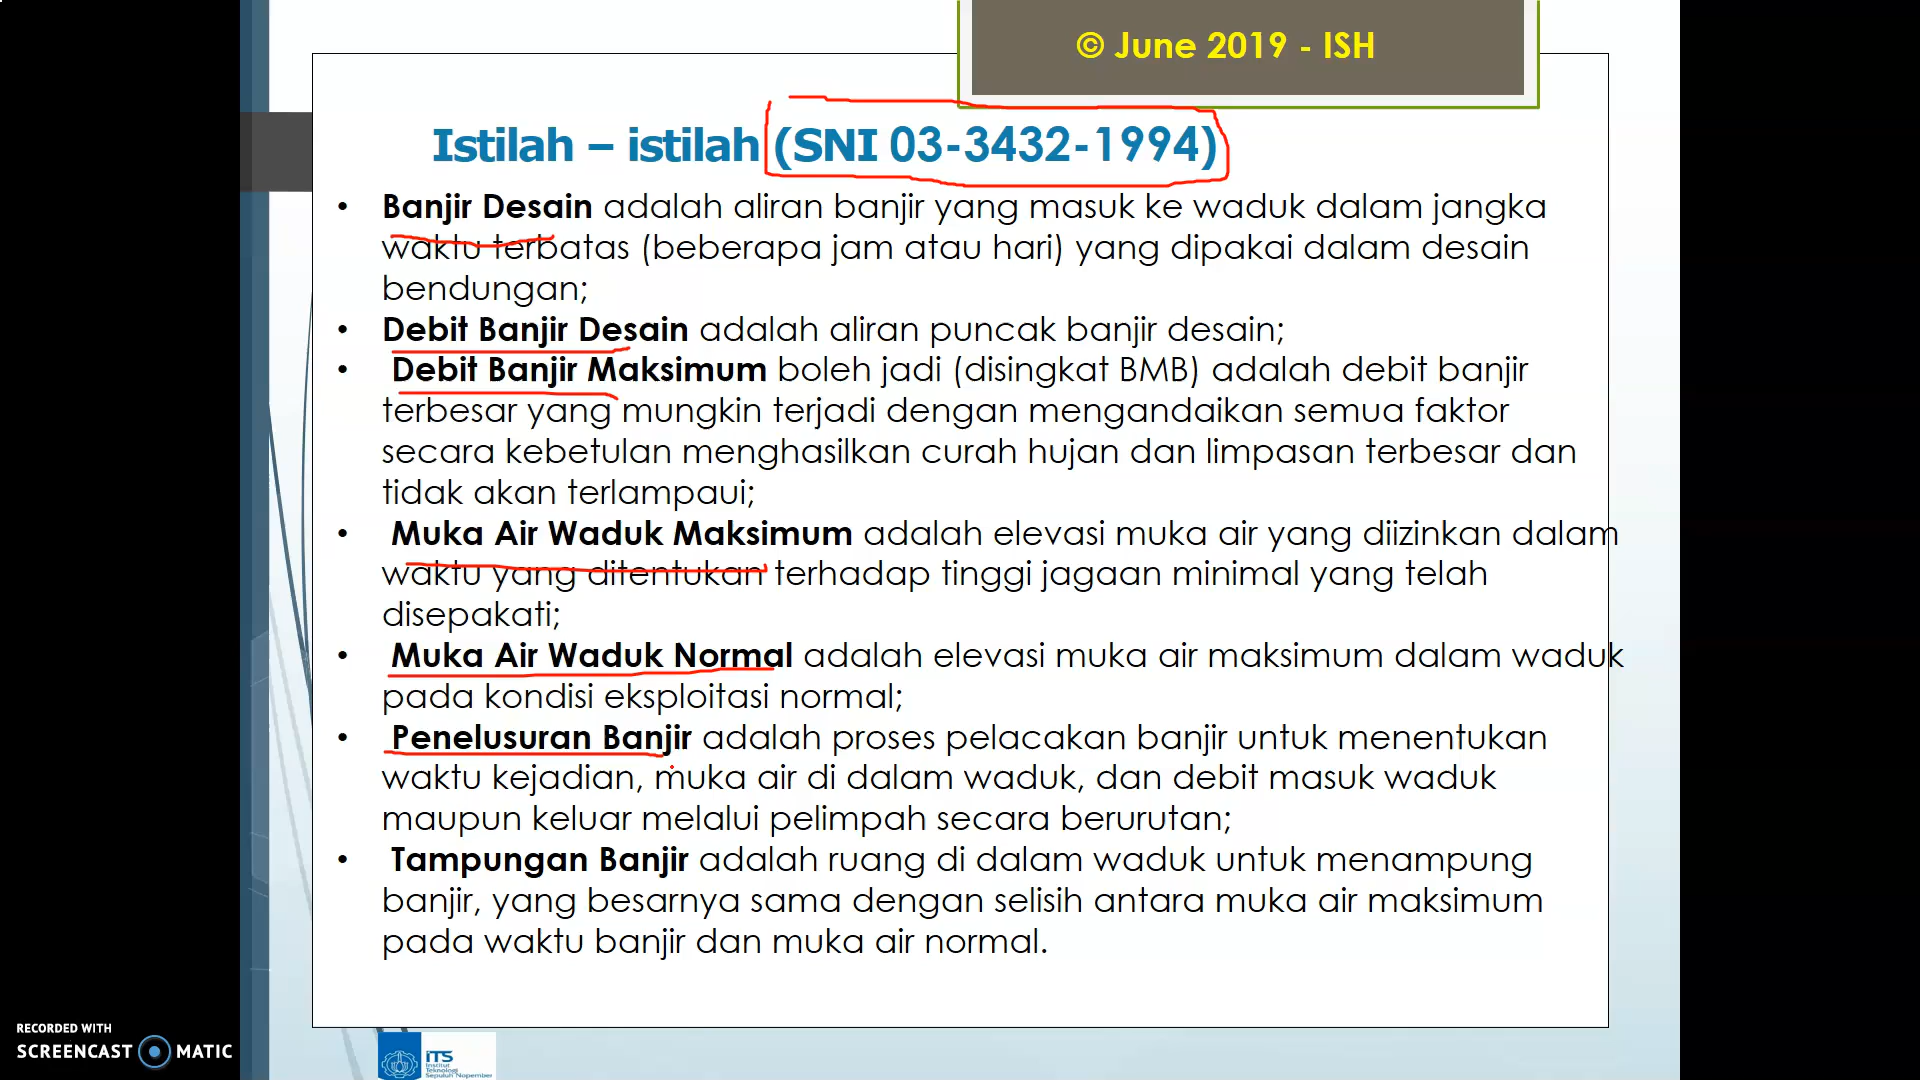 © June 2019 - ISH
Istilah – istilah (SNI 03-3432-1994)
• Banjir Desain adalah aliran banjir yang masuk ke waduk dalam jangka
waktu terbatas (beberapa jam atau hari) yang dipakai dalam desain
bendungan;
• Debit Banjir Desain adalah aliran puncak banjir desain;
• Debit Banjir Maksimum boleh jadi (disingkat BMB) adalah debit banjir
terbesar yang mungkin terjadi dengan mengandaikan semua faktor
secara kebetulan menghasilkan curah hujan dan limpasan terbesar dan
tidak akan terlampaui;
• Muka Air Waduk Maksimum adalah elevasi muka air yang diizinkan dalam
waktu yang ditentukan terhadap tinggi jagaan minimal yang telah
disepakati;
• Muka Air Waduk Normal adalah elevasi muka air maksimum dalam waduk
pada kondisi eksploitasi normal;
• Penelusuran Banjir adalah proses pelacakan banjir untuk menentukan
waktu kejadian, muka air di dalam waduk, dan debit masuk waduk
maupun keluar melalui pelimpah secara berurutan;
• Tampungan Banjir adalah ruang di dalam waduk untuk menampung
banjir, yang besarnya sama dengan selisih antara muka air maksimum
pada waktu banjir dan muka air normal.
RECORDED WITH
SCREENCAST MATIC
iTS
Institut
Teknologi
Sepuluh Nopember